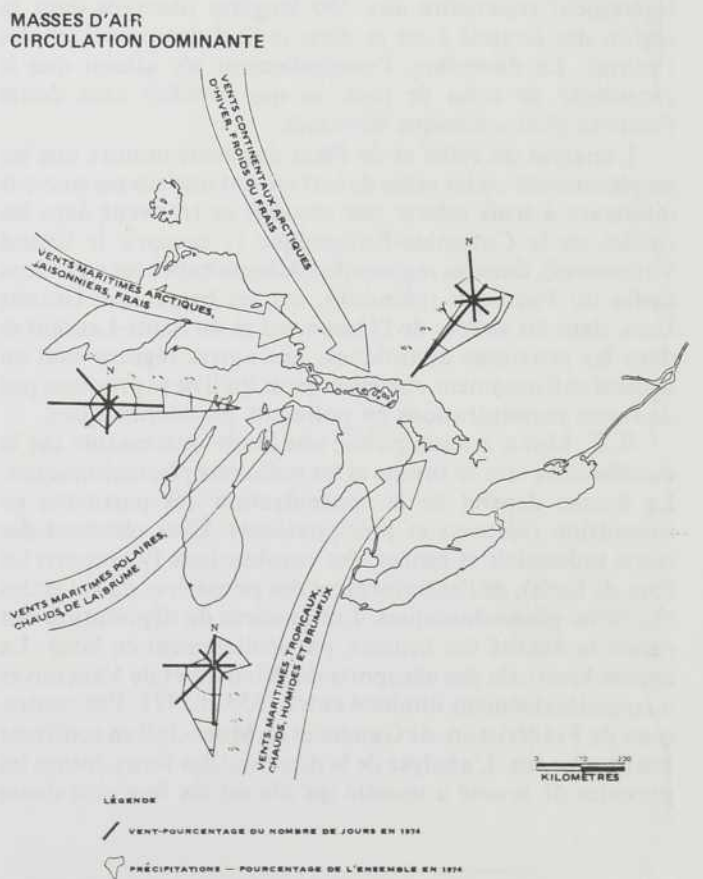 MASSES D'AIR
CIRCULATION DOMINANTE
VENTS CONTINENTAUX ARCTIQUES
D'HIVER, FROIDS OU FRAIS
VENTS MARITIMES ARCTIQUES,
SAISONNIERS, FRAIS
N
N
VENTS MARITIMES POLAIRES,
CHAUDS, DE LA BRUME
N
VENTS MARITIMES TROPICAUX,
CHAUDS, HUMIDES ET BRUMEUX
KILOMÈTRES
LÉGENDE
VENT-POURCENTAGE DU NOMBRE DE JOURS EN 1974
PRÉCIPITATIONS — POURCENTAGE DE L'ENSEMBLE EN 1974